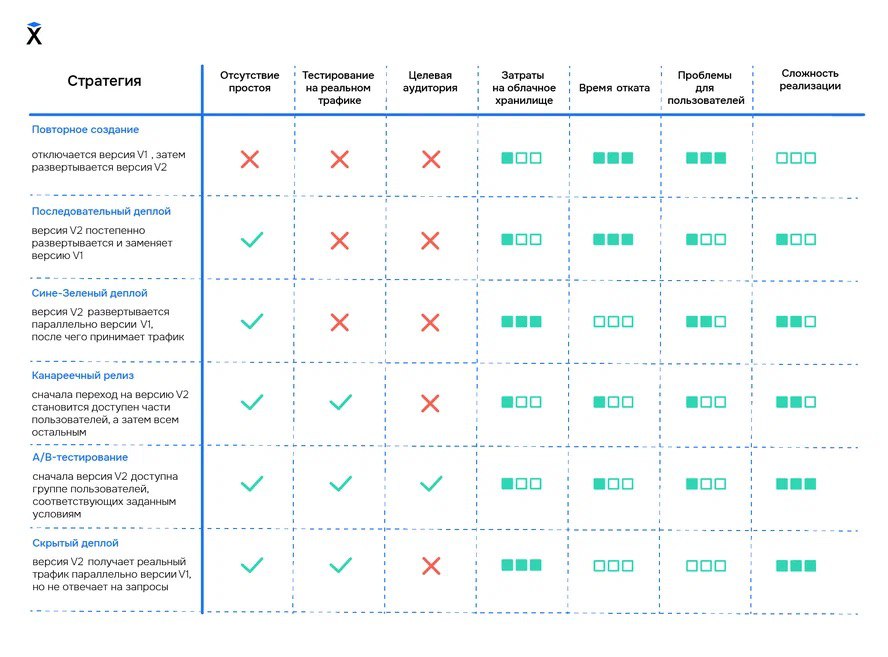 Стратегия
Отсутствие
простоя
Тестирование
на реальном
трафике
Целевая
аудитория
Затраты
на облачное
хранилище
Время отката
Проблемы
для
пользователей
Сложность
реализации
Повторное создание
отключается версия V1 , затем
развертывается версия V2
Последовательный деплой
версия V2 постепенно
развертывается и заменяет
версию V1
Сине-Зеленый деплой
версия V2 развертывается
параллельно версии V1,
после чего принимает трафик
Канареечный релиз
сначала переход на версию V2
становится доступен части
пользователей, а затем всем
остальным
A/B-тестирование
сначала версия V2 доступна
группе пользователей,
соответствующих заданным
условиям
Скрытый деплой
версия V2 получает реальный
трафик параллельно версии V1,
но не отвечает на запросы